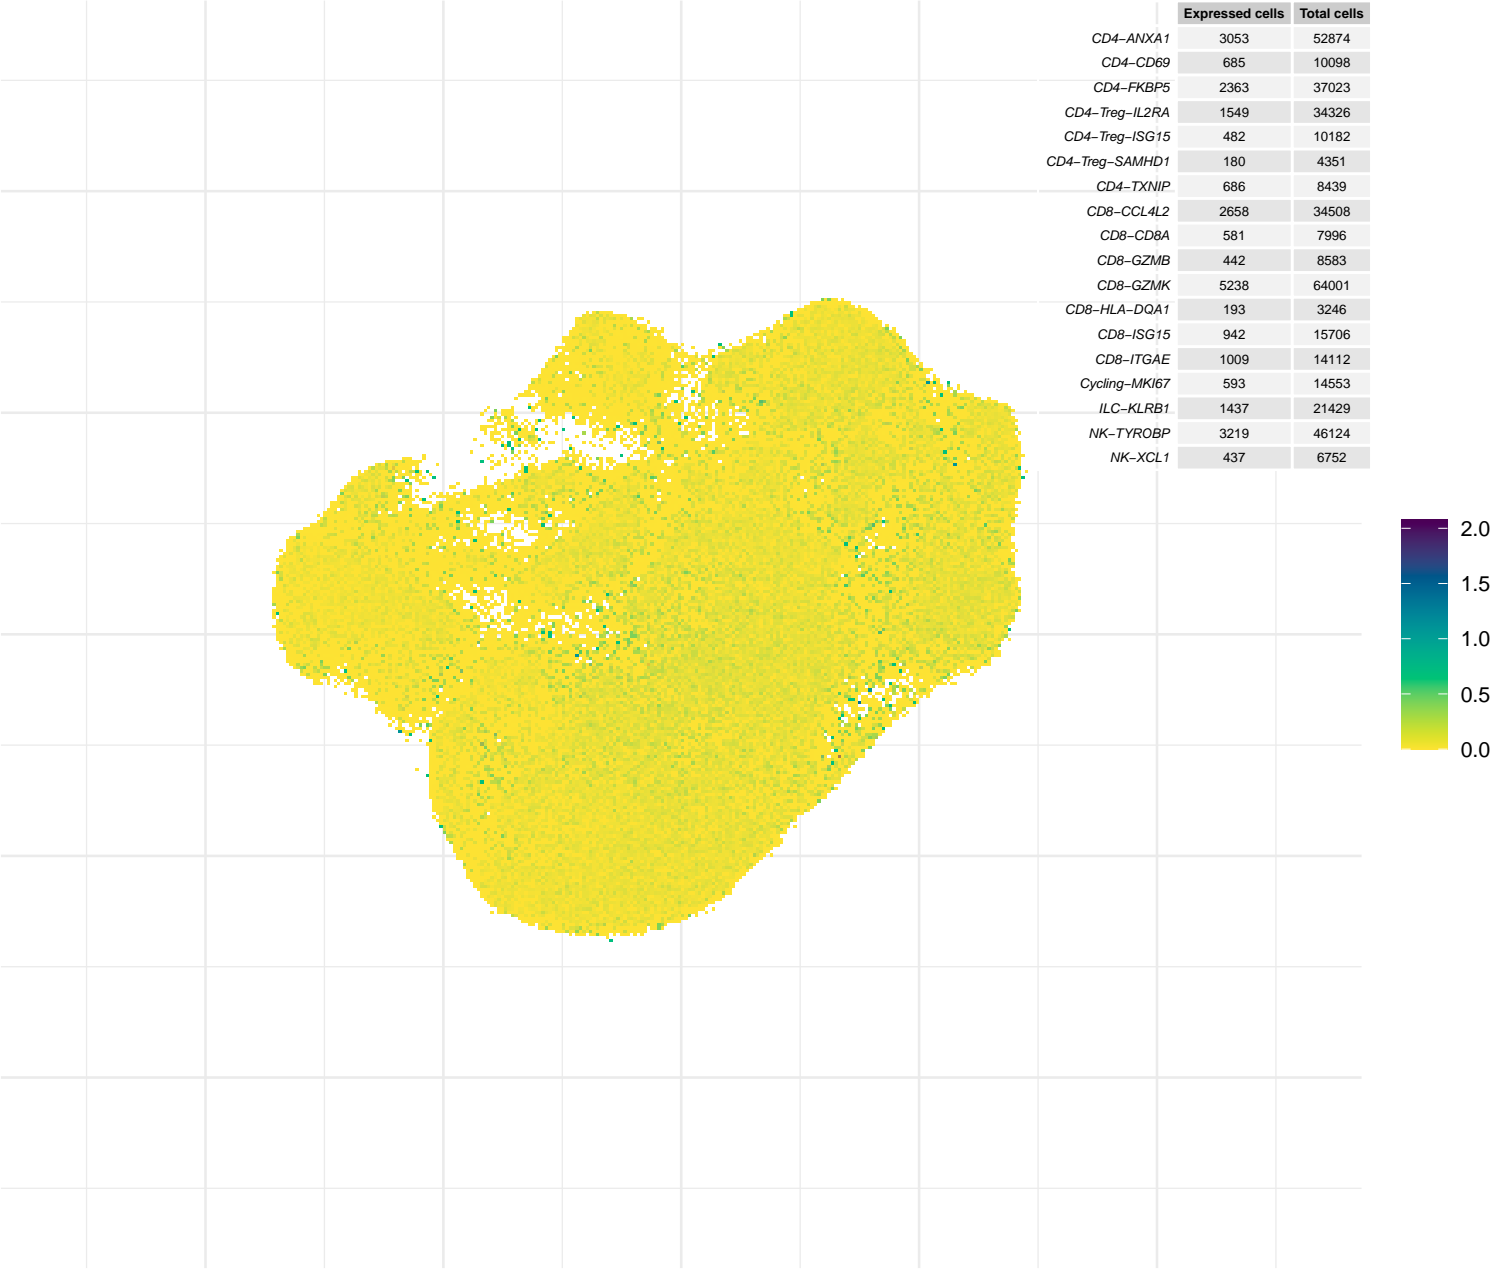 Expressed cells Total cells
CD4−ANXA1 3053 52874
CD4−CD69 685 10098
CD4−FKBP5 2363 37023
CD4−Treg−IL2RA 1549 34326
CD4−Treg−ISG15 482 10182
CD4−Treg−SAMHD1 180 4351
CD4−TXNIP 686 8439
CD8−CCL4L2 2658 34508
CD8−CD8A 581 7996
CD8−GZMB 442 8583
CD8−GZMK 5238 64001
CD8−HLA−DQA1 193 3246
CD8−ISG15 942 15706
CD8−ITGAE 1009 14112
Cycling−MKI67 593 14553
ILC−KLRB1 1437 21429
NK−TYROBP 3219 46124
NK−XCL1 437 6752
2.0
1.5
1.0
0.5
0.0